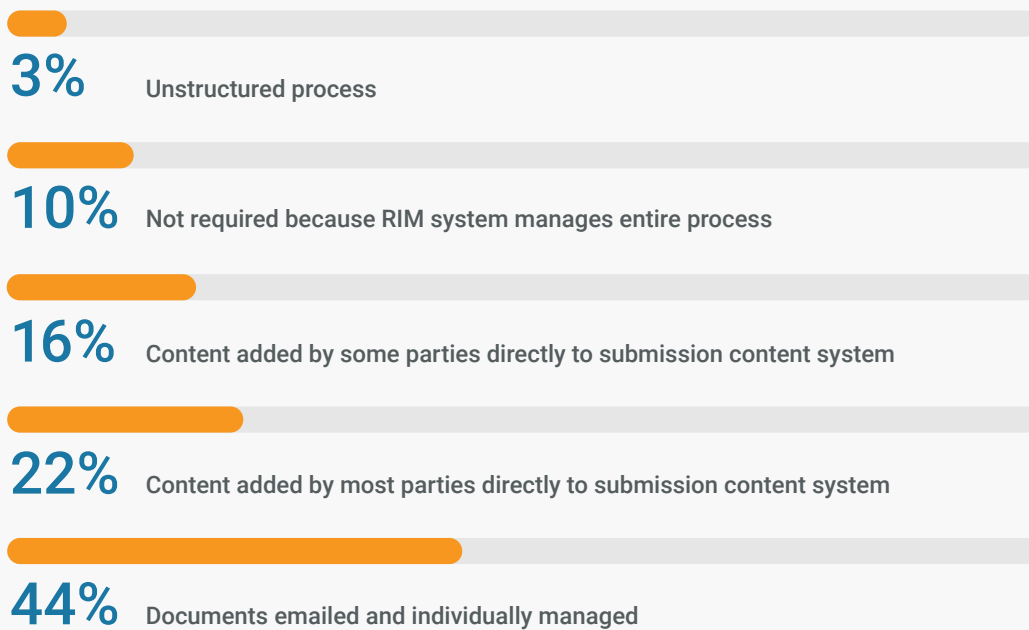 3% Unstructured process
10% Not required because RIM system manages entire process
16% Content added by some parties directly to submission content system
22% Content added by most parties directly to submission content system
44% Documents emailed and individually managed